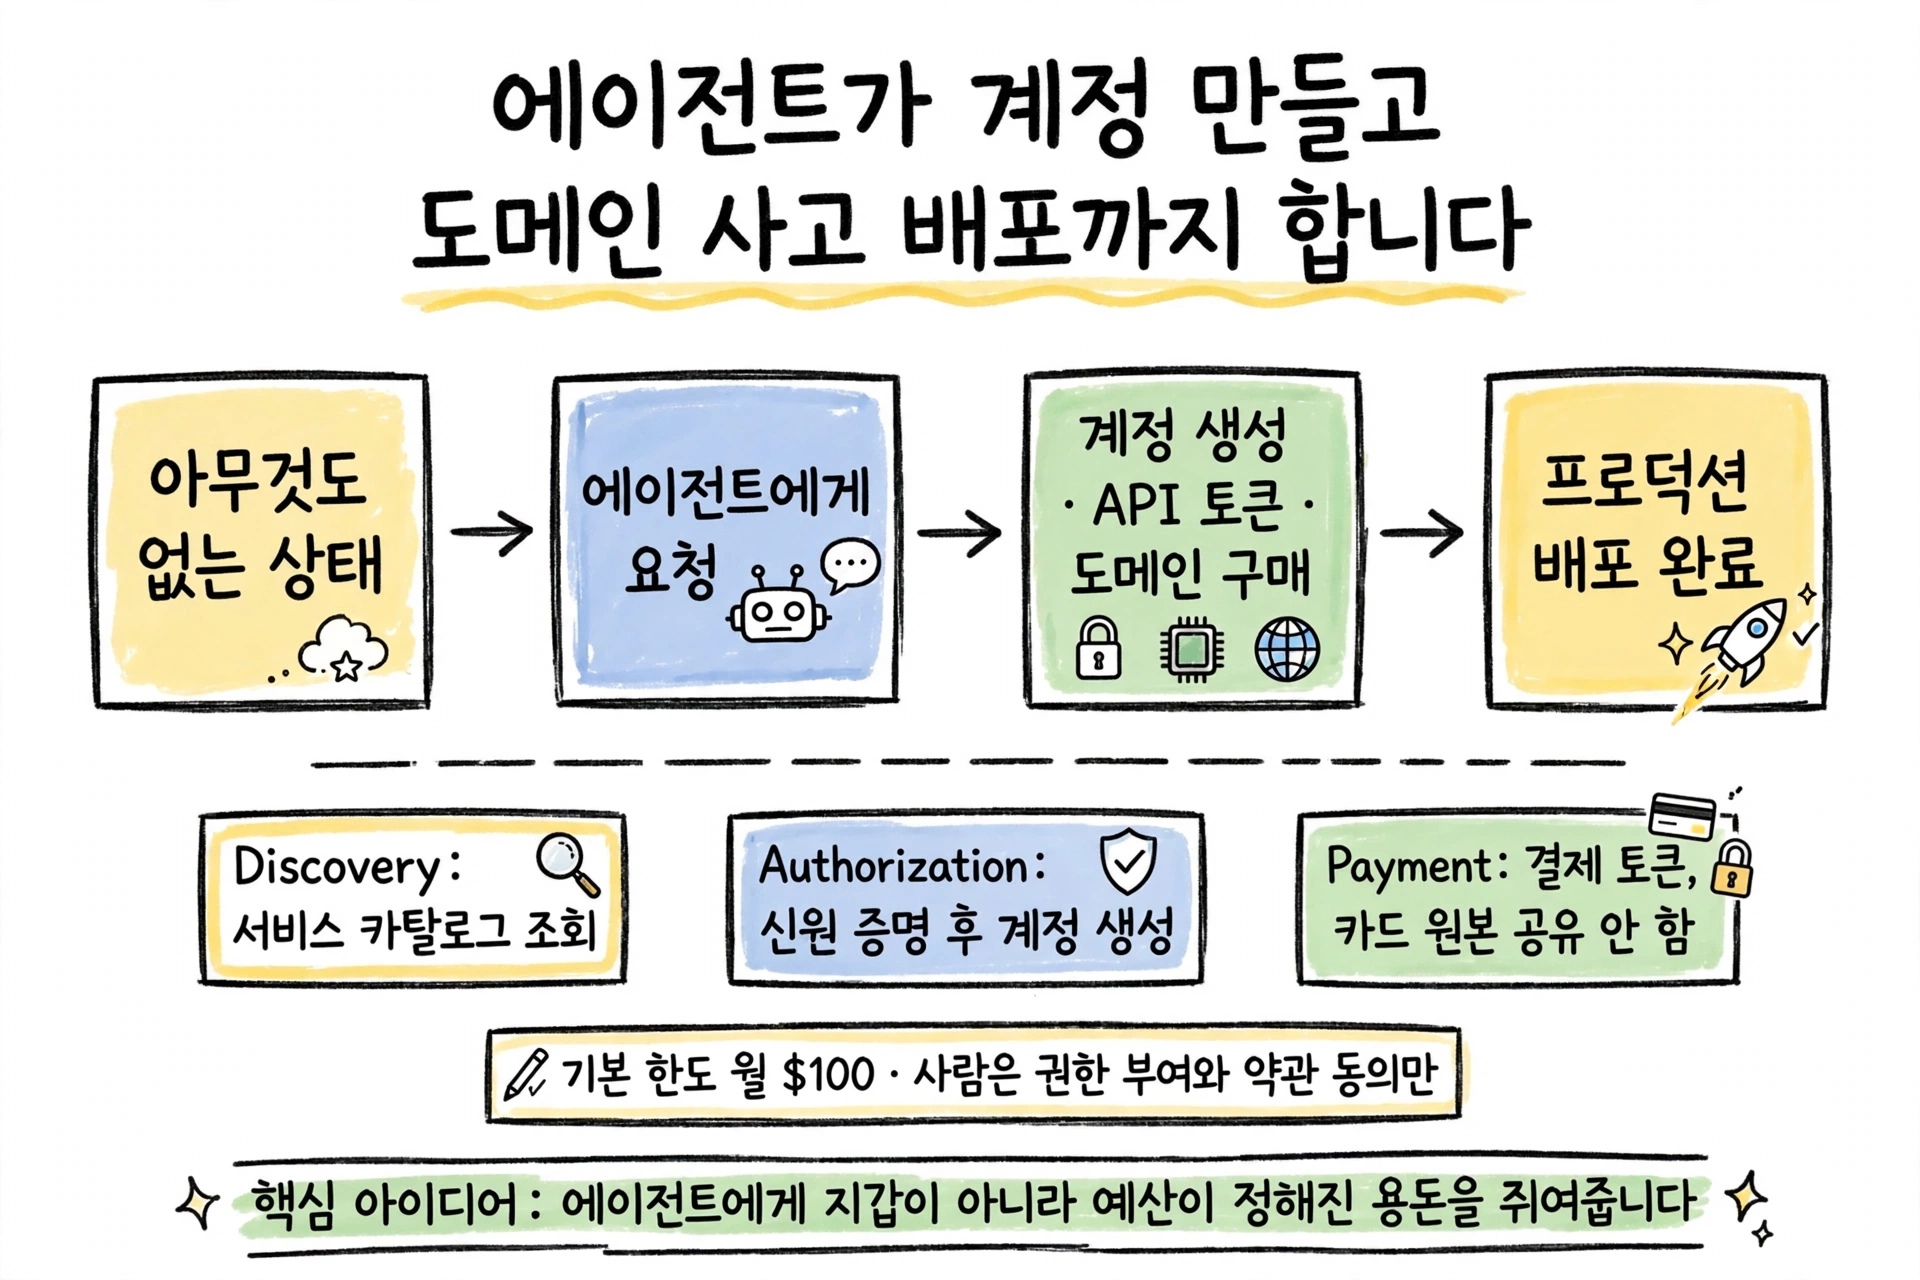 에이전트가 계정 만들고
도메인 사고 배포까지 합니다
아무것도
없는 상태
에이전트에게
요청
계정 생성
· API 토큰 ·
도메인 구매
프로덕션
배포 완료
Discovery:
서비스 카탈로그 조회
Authorization:
신원 증명 후 계정 생성
Payment: 결제 토큰,
카드 원본 공유 안 함
기본 한도 월 $100 · 사람은 권한 부여와 약관 동의만
핵심 아이디어: 에이전트에게 지갑이 아니라 예산이 정해진 용돈을 쥐여줍니다